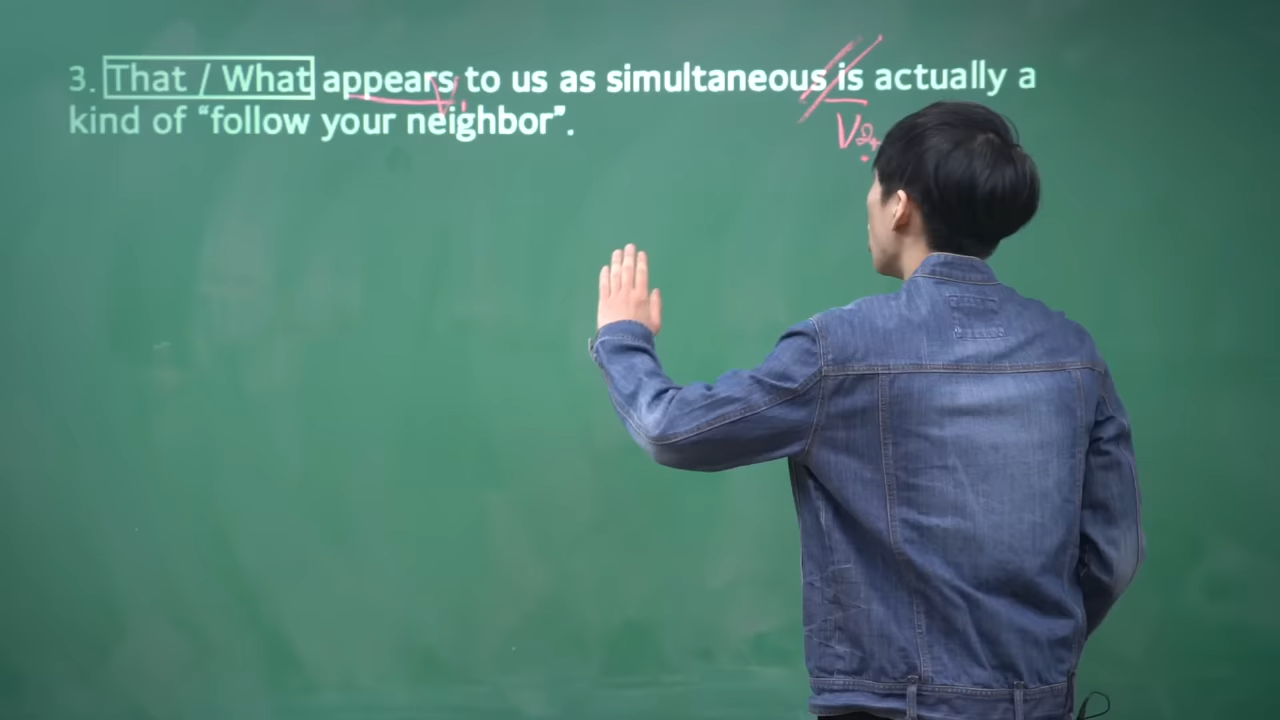 3. That / What appears to us as simultaneous is actually a
kind of “follow your neighbor”.
V1
V2